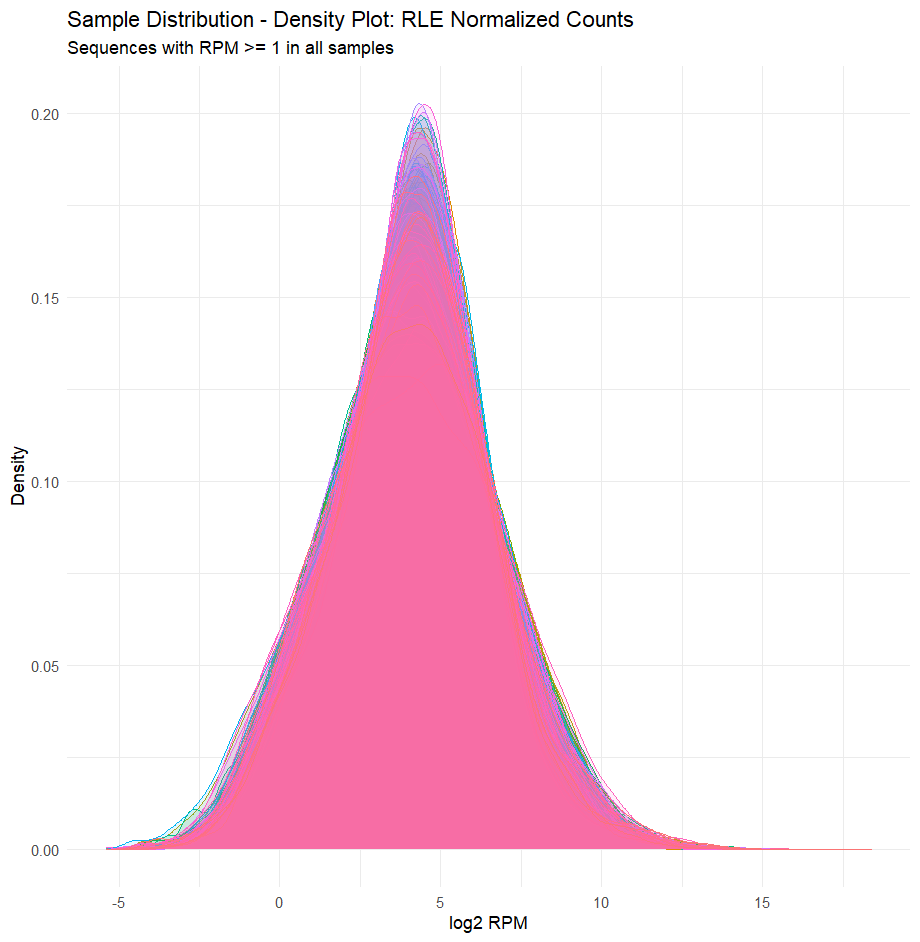 Sample Distribution - Density Plot: RLE Normalized Counts
Sequences with RPM >= 1 in all samples
0.20
0.15
0.10
0.05
0.00
Density
-5 0 5 10 15
log2 RPM